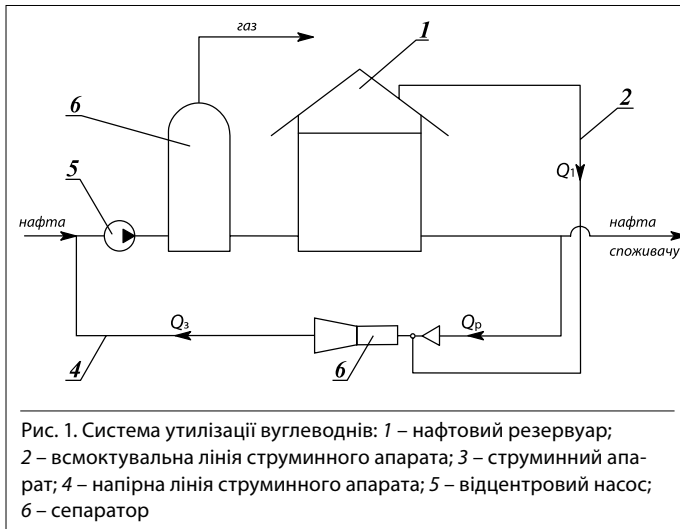 газ
1
6
2
5
Q1
нафта
нафта
споживачу
Qз
Qр
4
6
Рис. 1. Система утилізації вуглеводнів: 1 – нафтовий резервуар;
2 – всмоктувальна лінія струминного апарата; 3 – струминний апа-
рат; 4 – напірна лінія струминного апарата; 5 – відцентровий насос;
6 – сепаратор